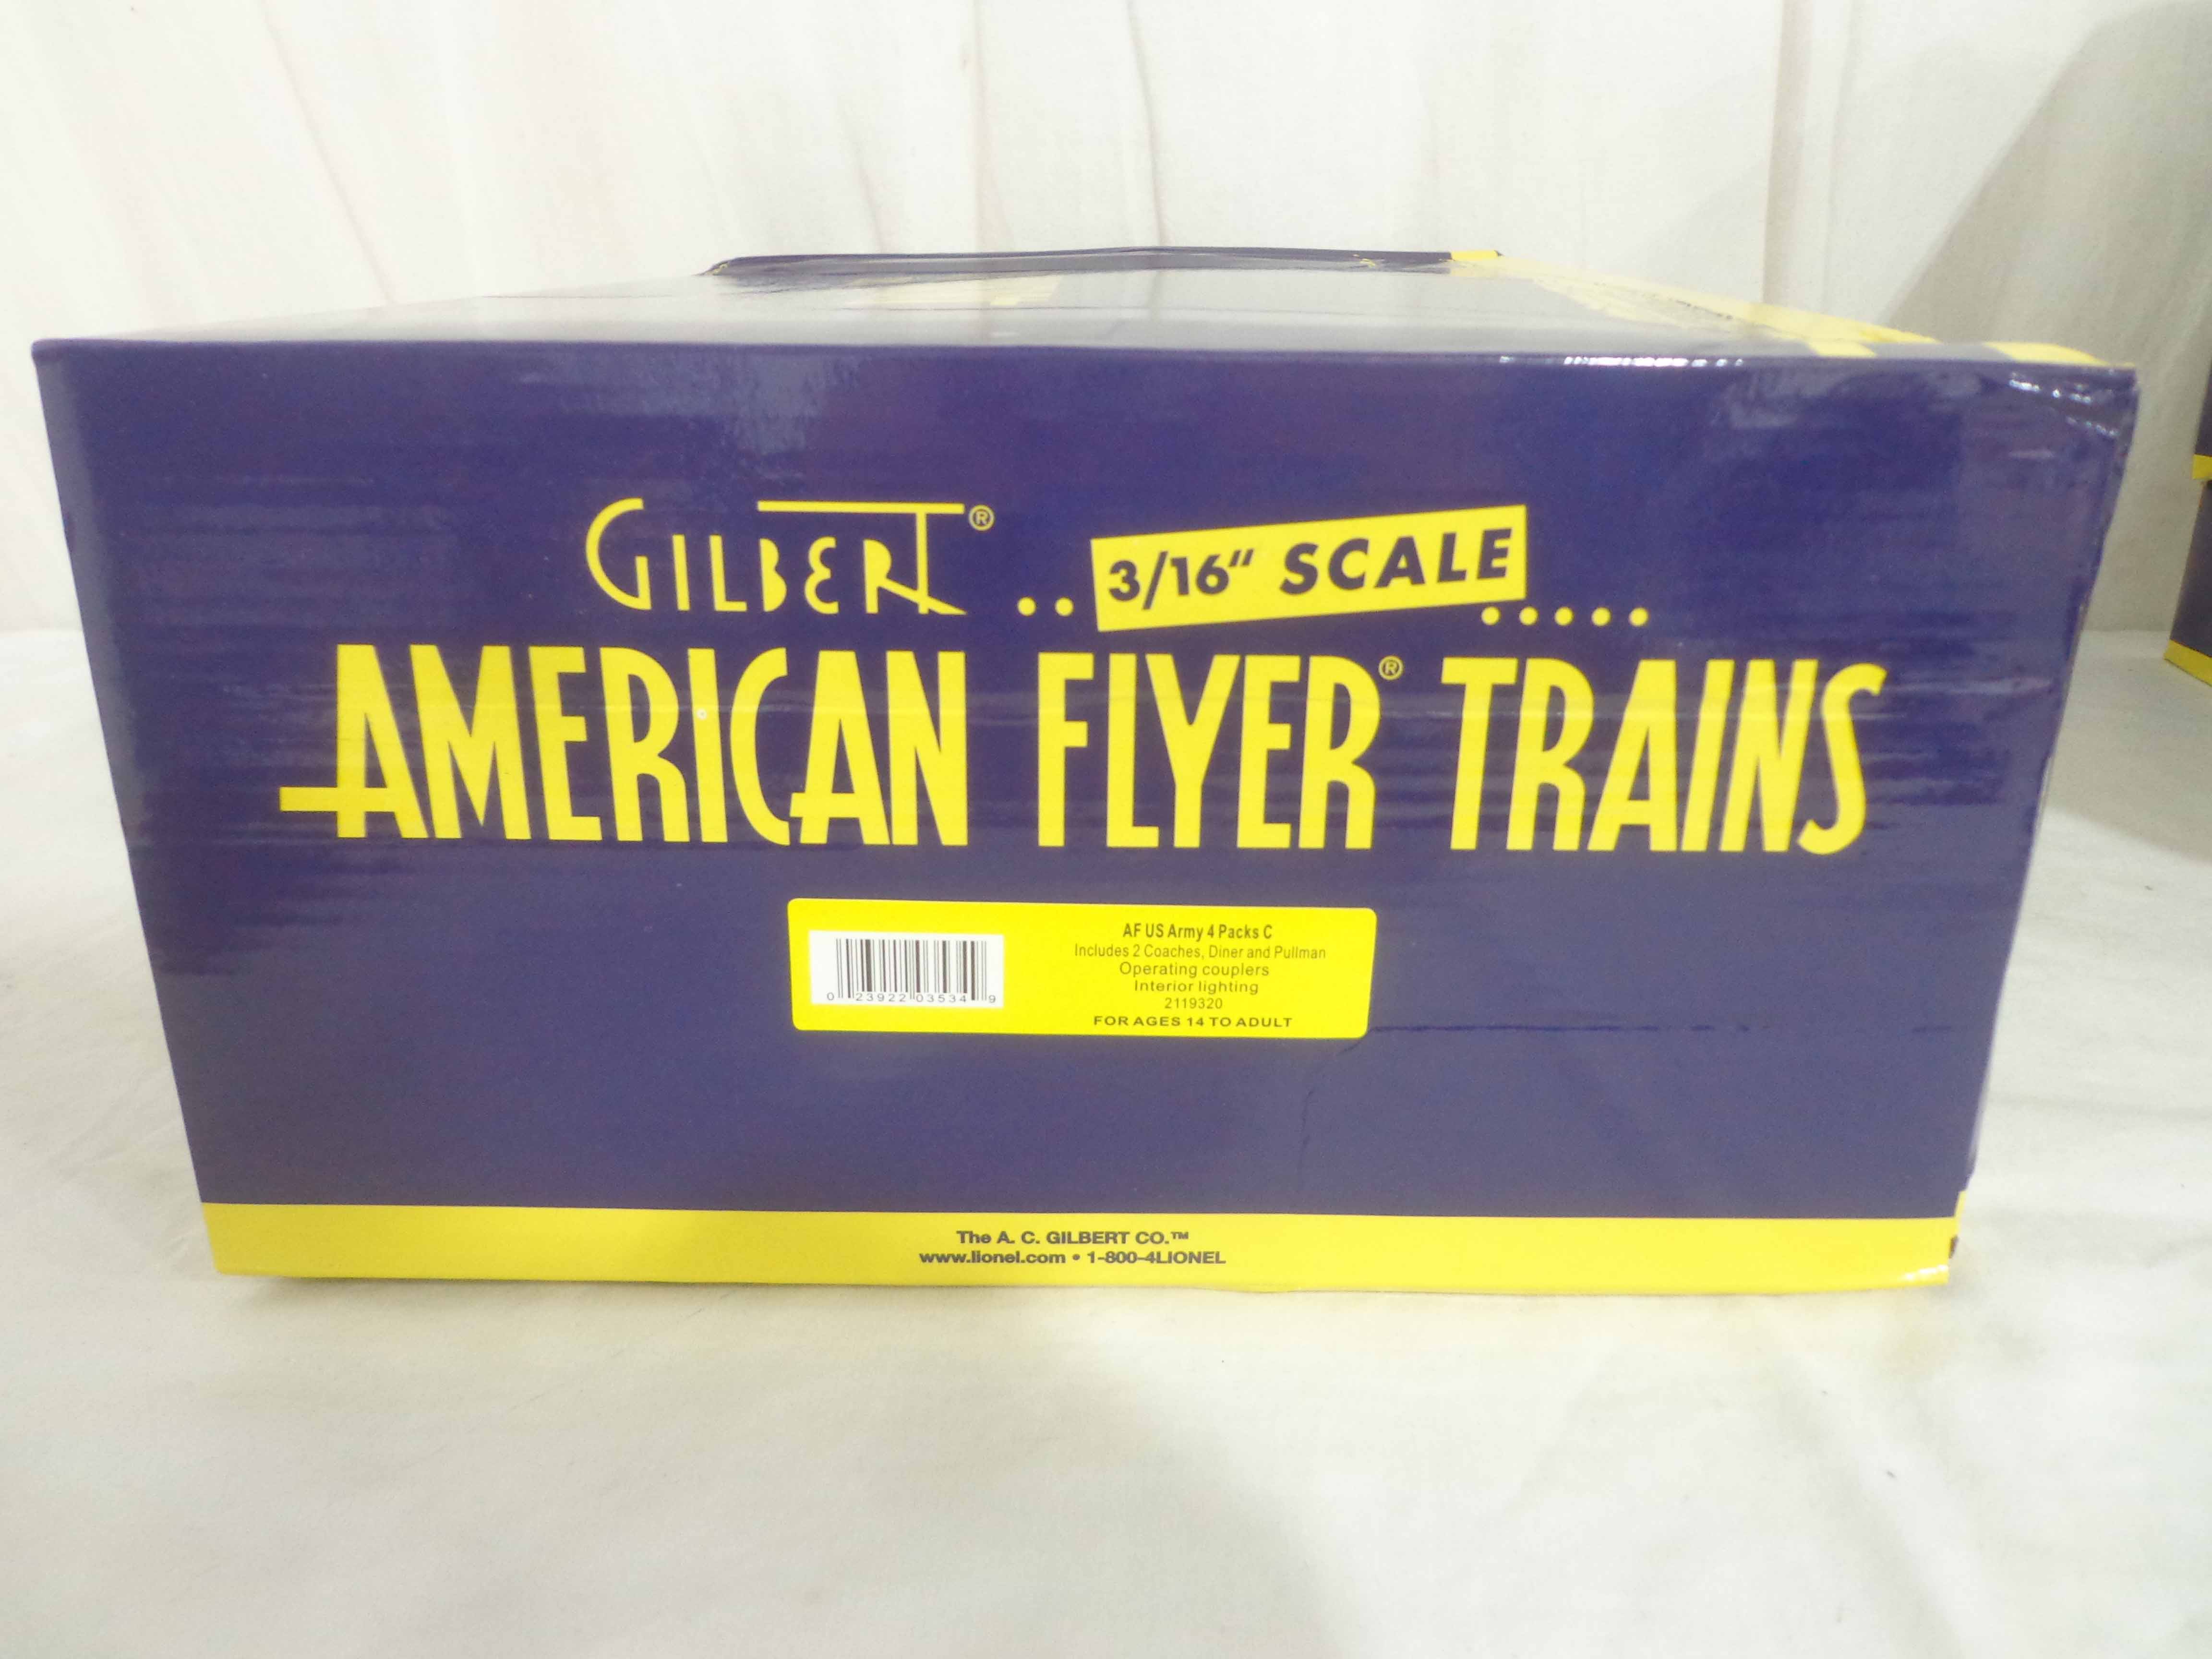 GILBERT® .. 3/16" SCALE .....
AMERICAN FLYER® TRAINS
AF US Army 4 Packs C
Includes 2 Coaches, Diner and Pullman
Operating couplers
Interior lighting
2119320
FOR AGES 14 TO ADULT
0 23922 03534 9
The A. C. GILBERT CO.™
www.lionel.com • 1-800-4LIONEL